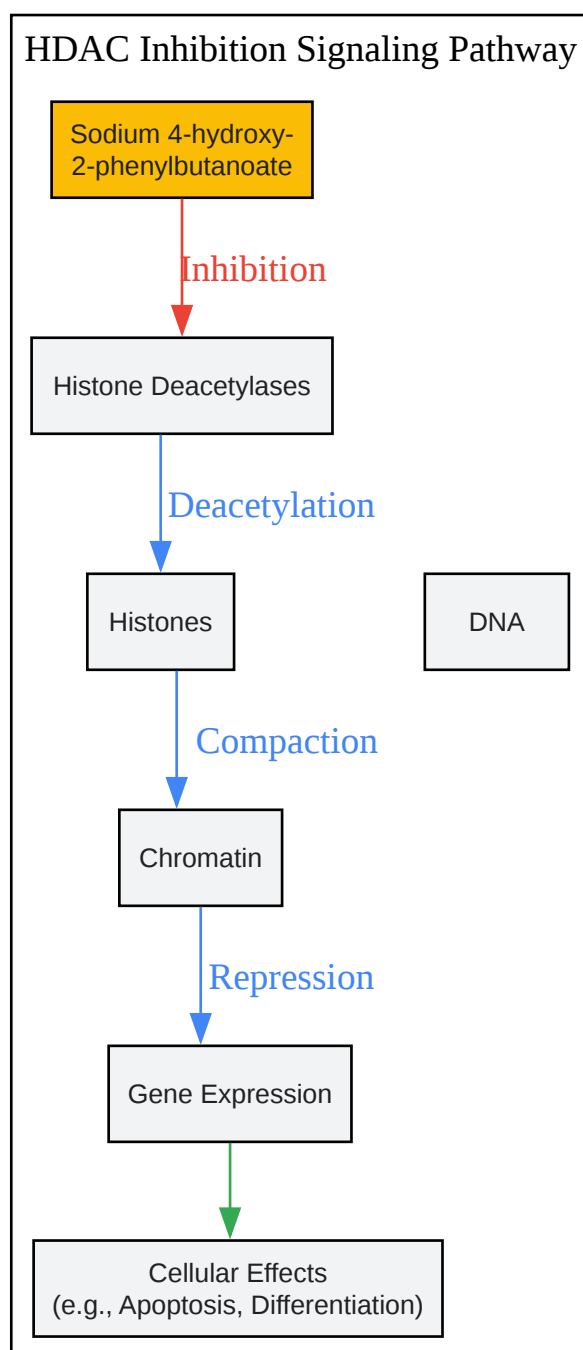 HDAC Inhibition Signaling Pathway
Sodium 4-hydroxy-
2-phenylbutanoate
Inhibition
Histone Deacetylases
Deacetylation
Histones
DNA
Compaction
Chromatin
Repression
Gene Expression
Cellular Effects
(e.g., Apoptosis, Differentiation)